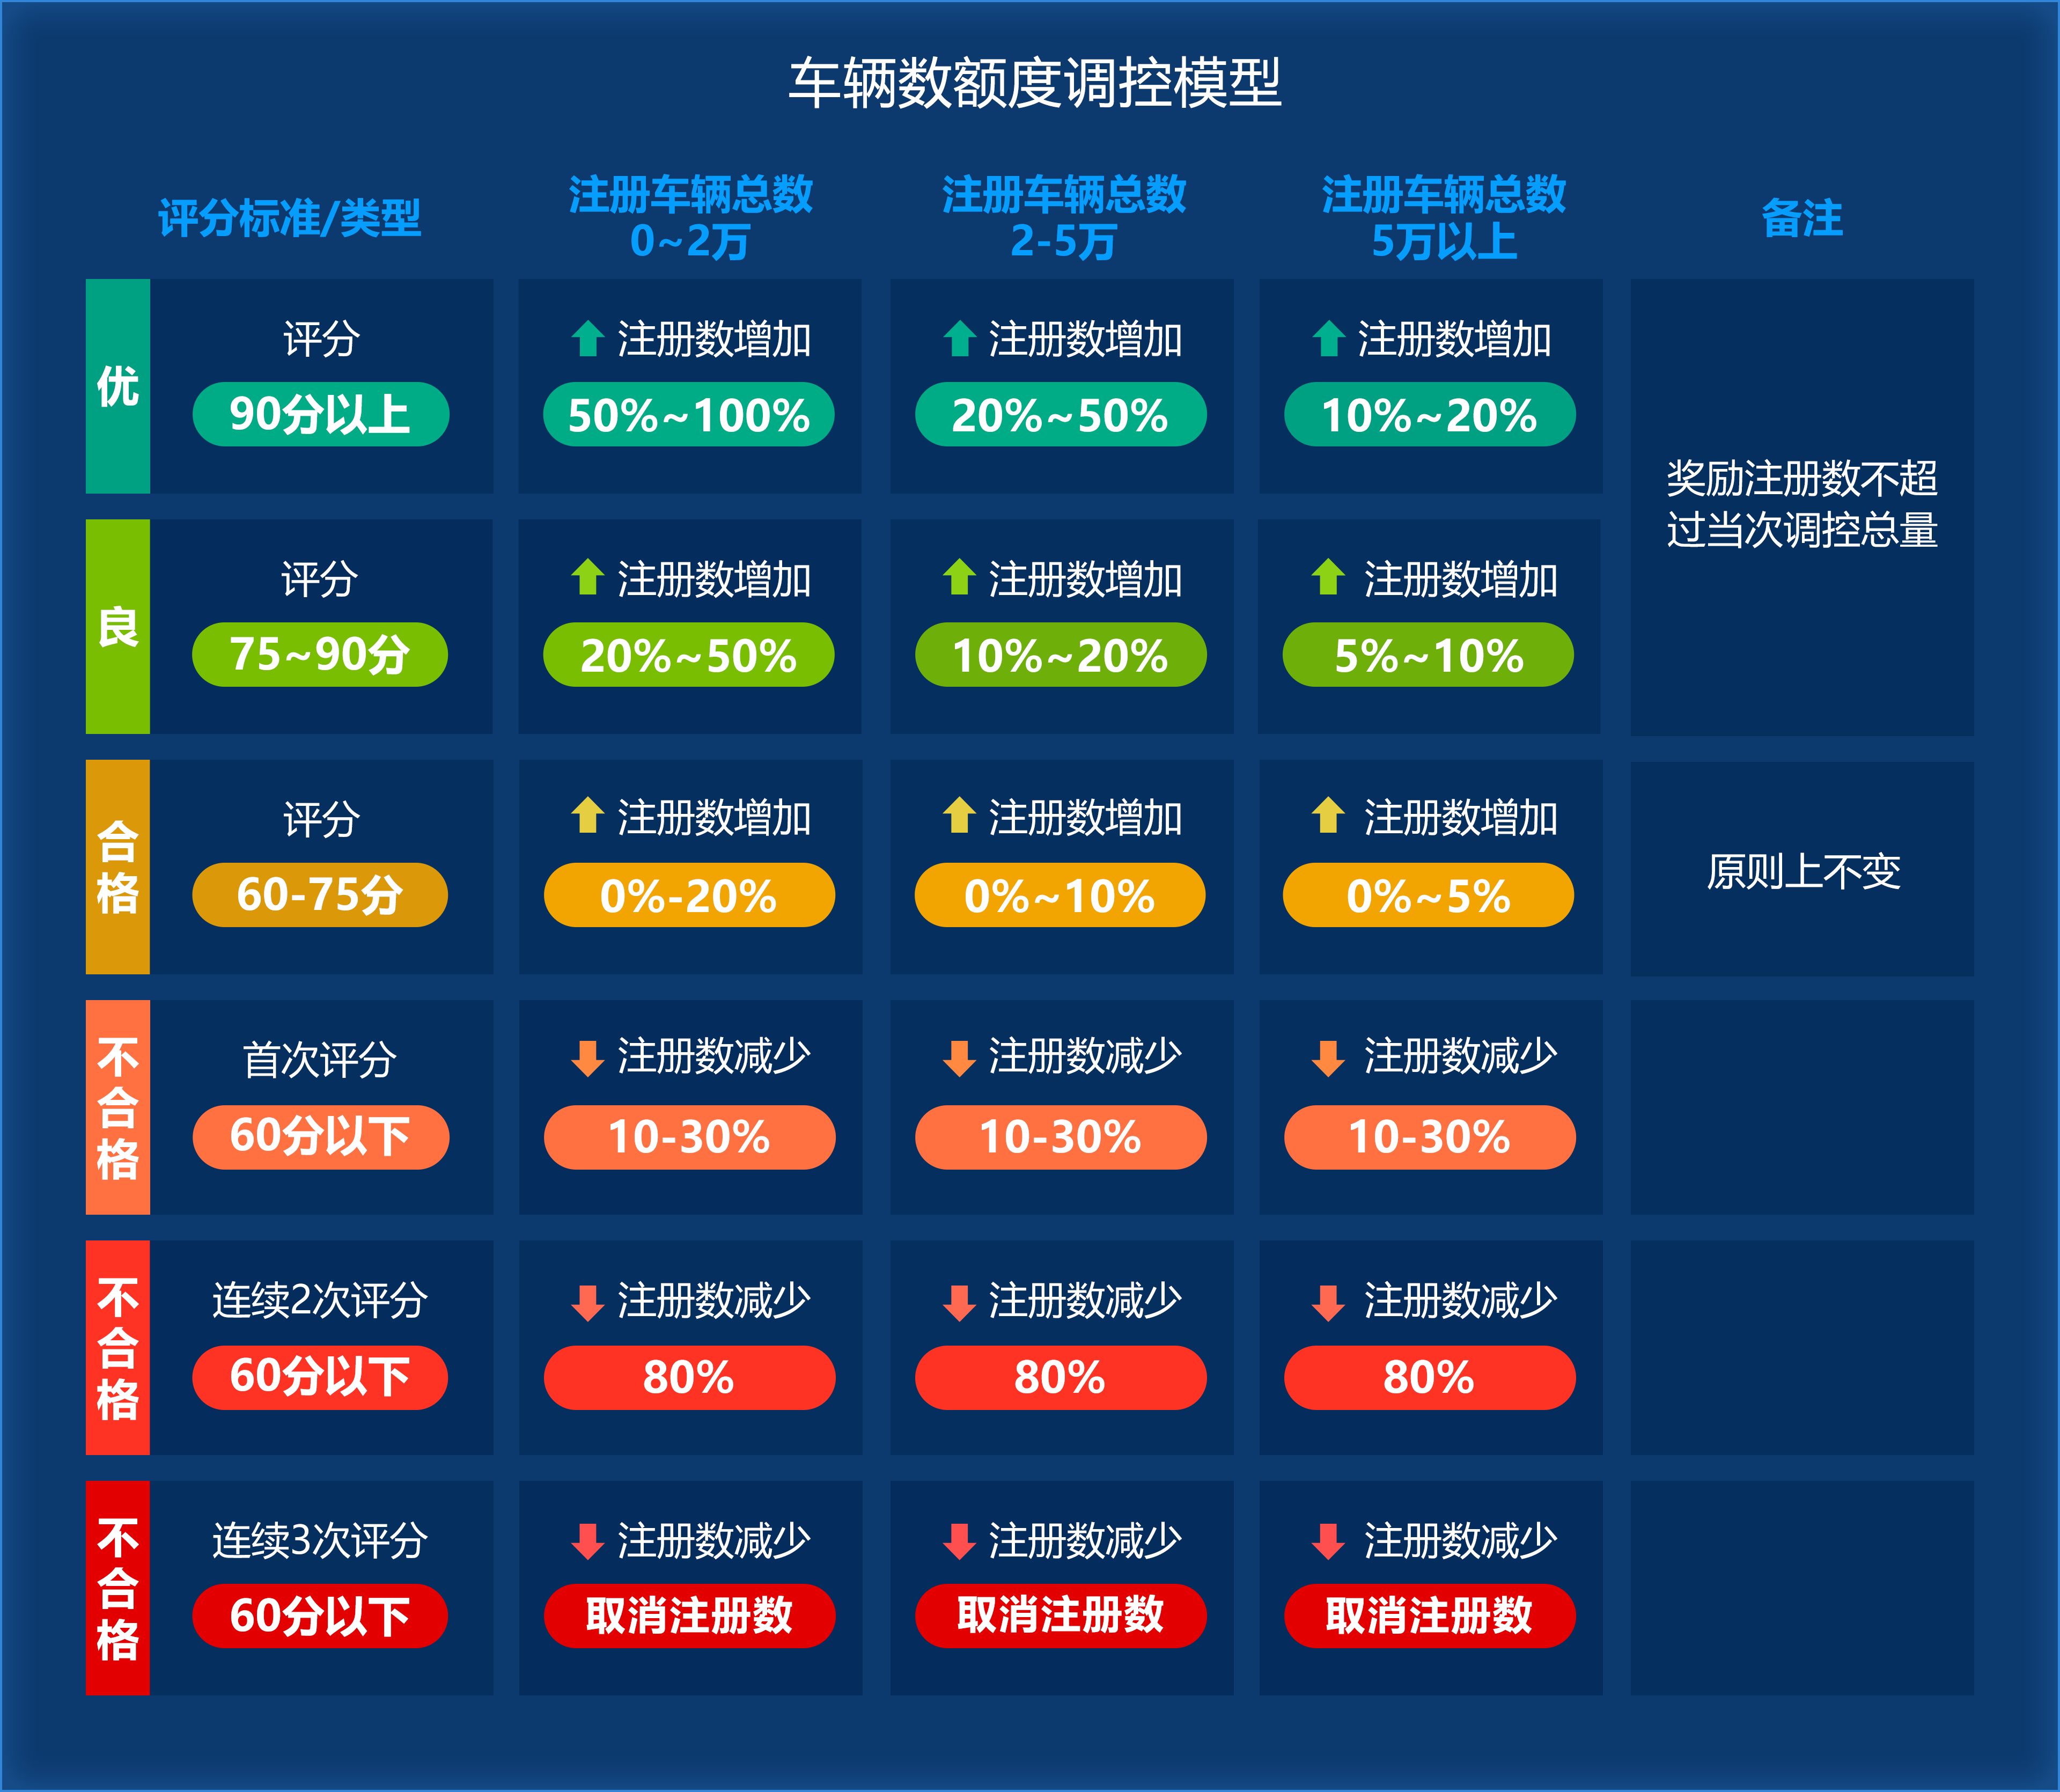 车辆数额度调控模型
评分标准/类型
注册车辆总数
0~2万
注册车辆总数
2-5万
注册车辆总数
5万以上
备注
优
评分
90分以上
注册数增加
50%~100%
注册数增加
20%~50%
注册数增加
10%~20%
奖励注册数不超
过当次调控总量
良
评分
75~90分
注册数增加
20%~50%
注册数增加
10%~20%
注册数增加
5%~10%
合格
评分
60-75分
注册数增加
0%-20%
注册数增加
0%~10%
注册数增加
0%~5%
原则上不变
不合格
首次评分
60分以下
注册数减少
10-30%
注册数减少
10-30%
注册数减少
10-30%
不合格
连续2次评分
60分以下
注册数减少
80%
注册数减少
80%
注册数减少
80%
不合格
连续3次评分
60分以下
注册数减少
取消注册数
注册数减少
取消注册数
注册数减少
取消注册数